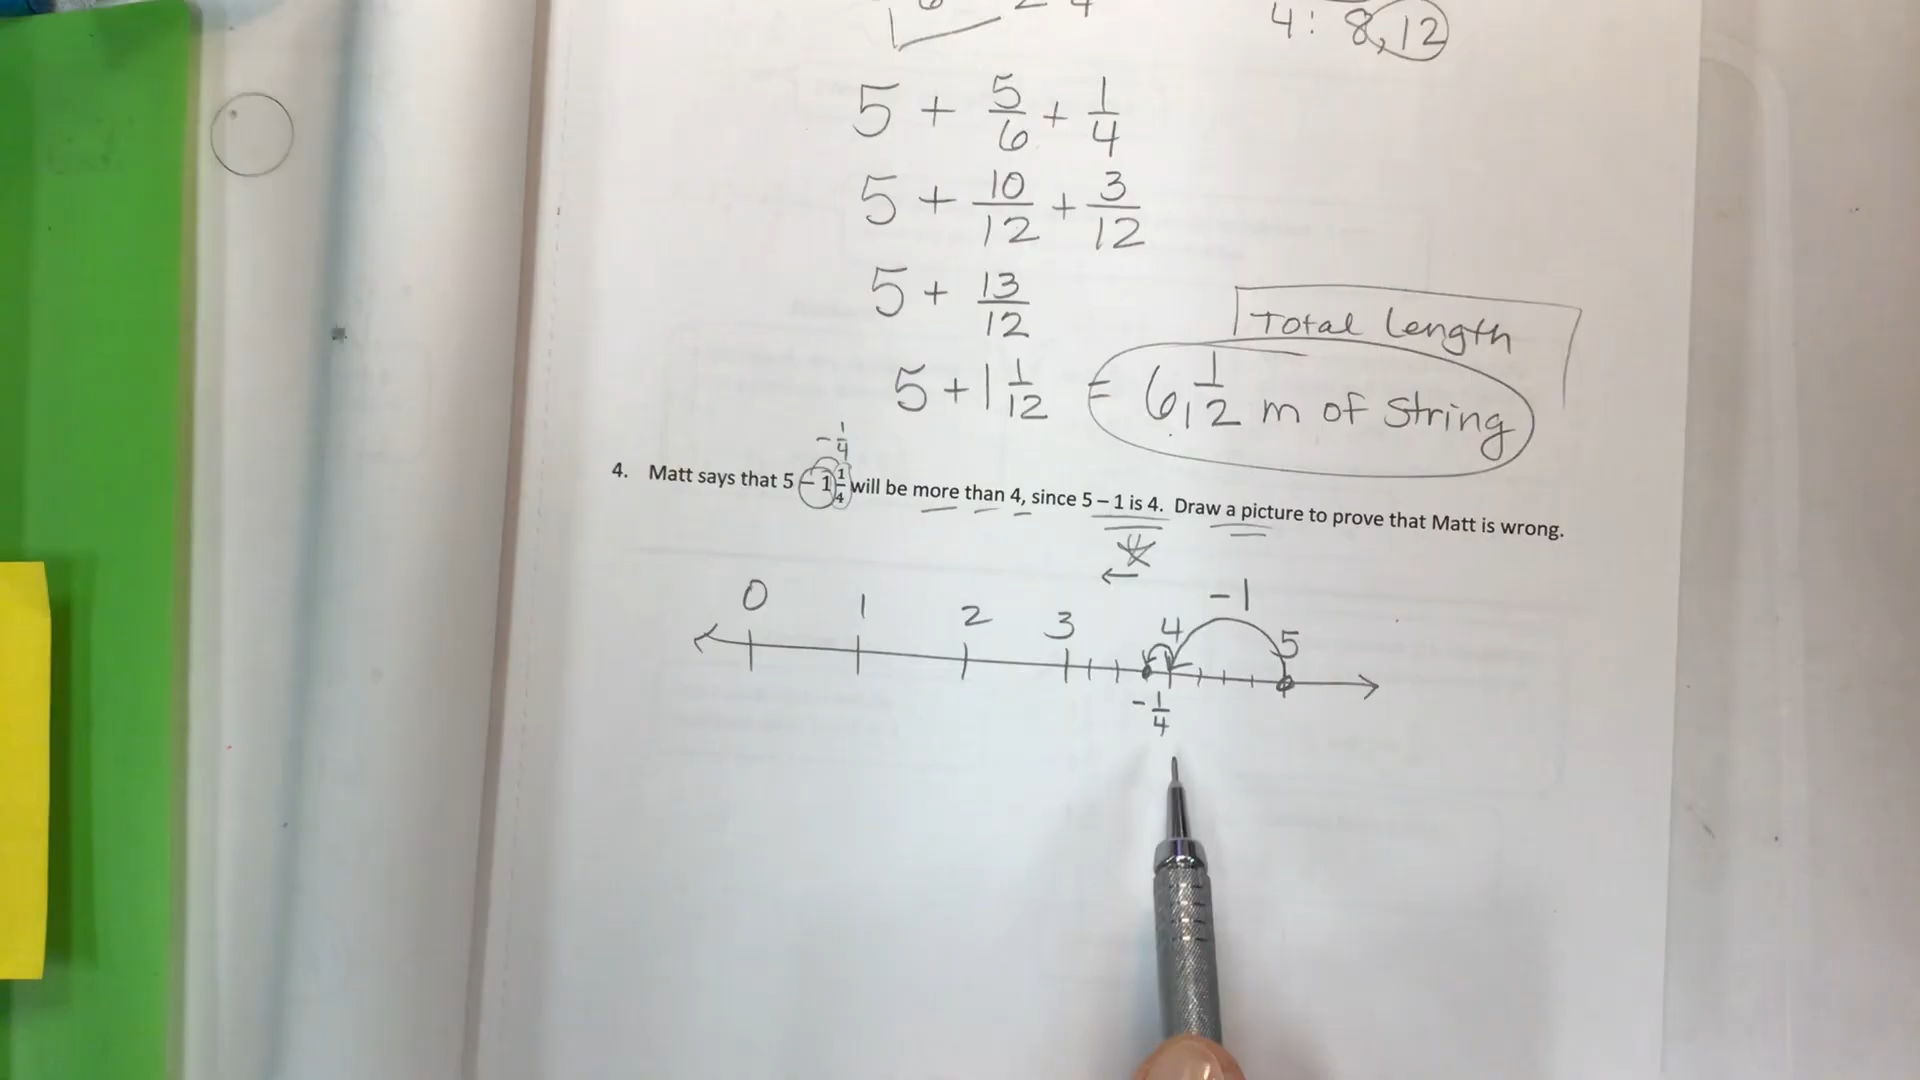 4 : 8, 12
5 + 5/6 + 1/4
5 + 10/12 + 3/12
5 + 13/12
Total Length
5 + 1 1/12 = 6 1/12 m of String
- 1/4
4. Matt says that 5 – 1 1/4 will be more than 4, since 5 – 1 is 4. Draw a picture to prove that Matt is wrong.
-1
0 1 2 3 4 5
- 1/4